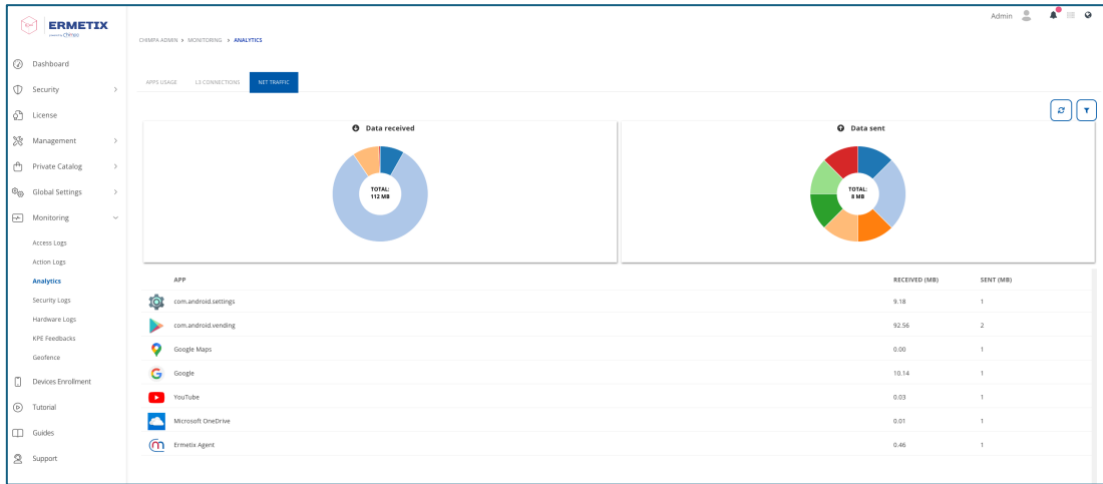 Admin
ERMETIX
powered by Chimpa
CHIMPA ADMIN > MONITORING > ANALYTICS
Dashboard
Security
License
Management
Private Catalog
Global Settings
Monitoring
Access Logs
Action Logs
Analytics
Security Logs
Hardware Logs
KPE Feedbacks
Geofence
Devices Enrollment
Tutorial
Guides
Support
APPS USAGE L3 CONNECTIONS NET TRAFFIC
Data received
TOTAL:
112 MB
Data sent
TOTAL:
8 MB
APP RECEIVED (MB) SENT (MB)
com.android.settings 9.18 1
com.android.vending 92.56 2
Google Maps 0.00 1
Google 10.14 1
YouTube 0.03 1
Microsoft OneDrive 0.01 1
Ermetix Agent 0.46 1